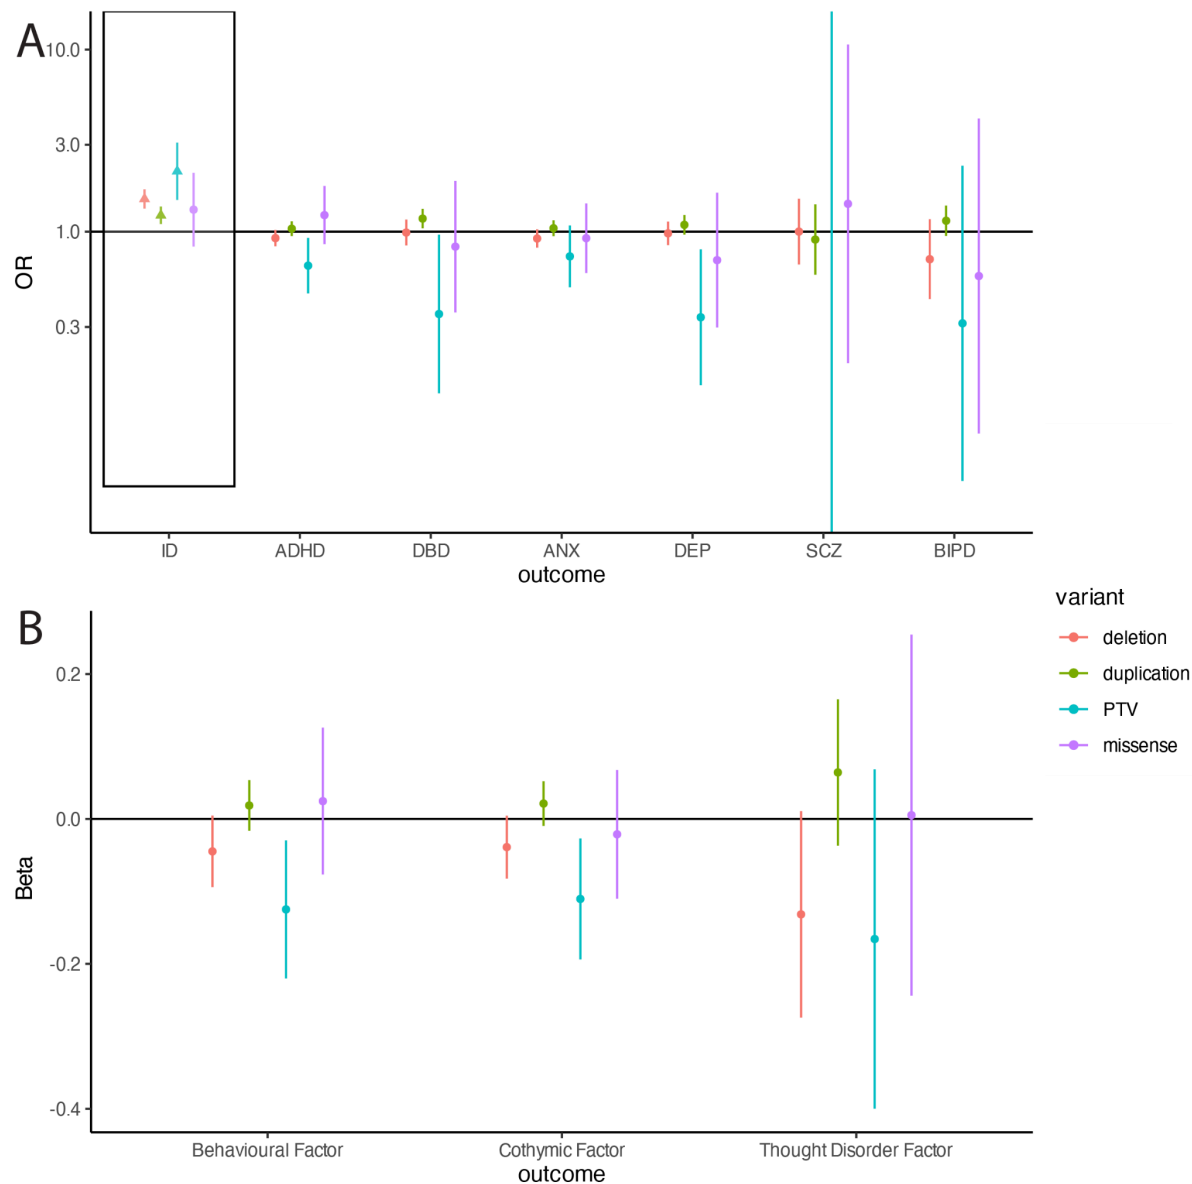 A
10.0
3.0
1.0
0.3
OR
ID ADHD DBD ANX DEP SCZ BIPD
outcome
B
0.2
0.0
-0.2
-0.4
Beta
Behavioural Factor Cothymic Factor Thought Disorder Factor
outcome
variant
deletion
duplication
PTV
missense